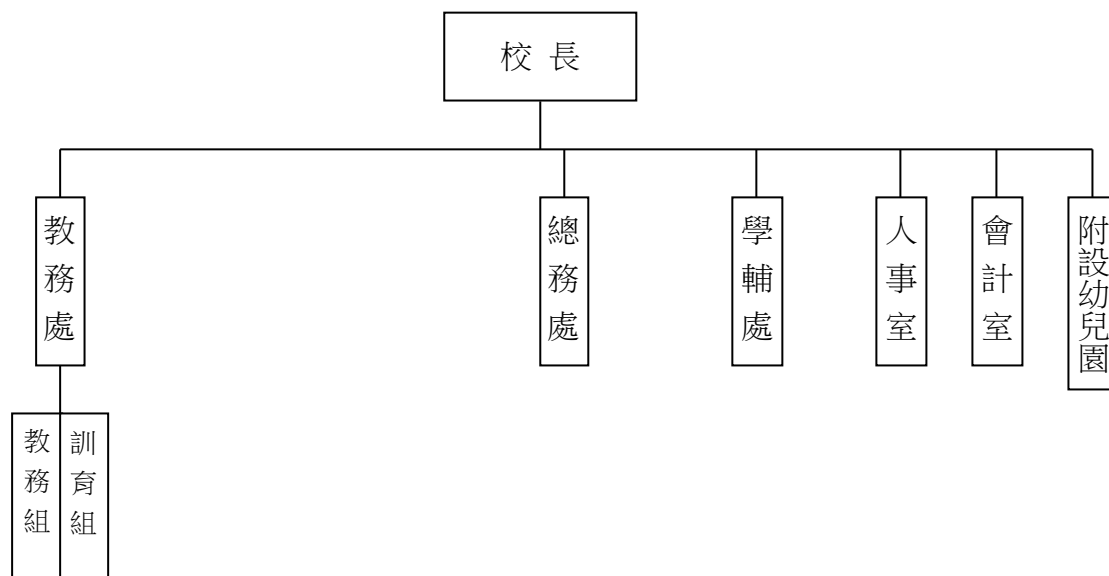 校 長
教務處
總務處
學輔處
人事室
會計室
附設幼兒園
教務組
訓育組